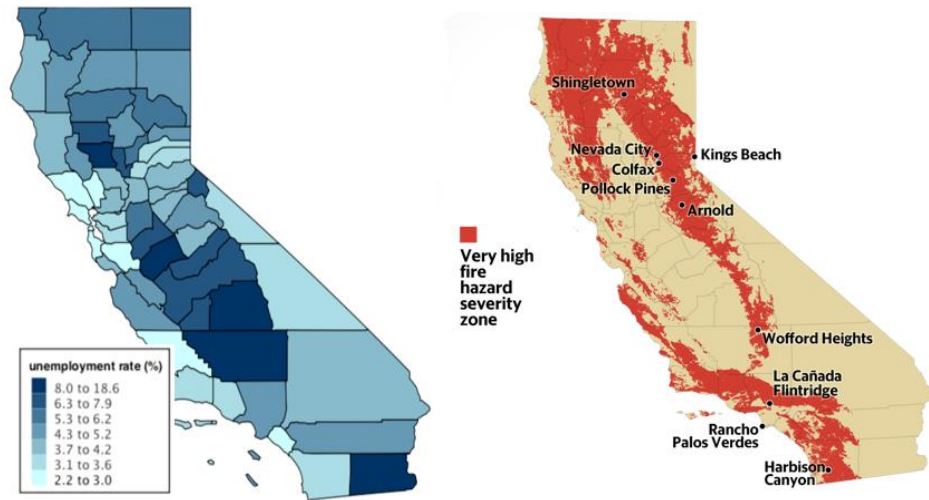 unemployment rate (%)
8.0 to 18.6
6.3 to 7.9
5.3 to 6.2
4.3 to 5.2
3.7 to 4.2
3.1 to 3.6
2.2 to 3.0
Shingletown
Nevada City
Kings Beach
Colfax
Pollock Pines
Arnold
Very high
fire
hazard
severity
zone
Wofford Heights
La Cañada
Flintridge
Rancho
Palos Verdes
Harbison
Canyon